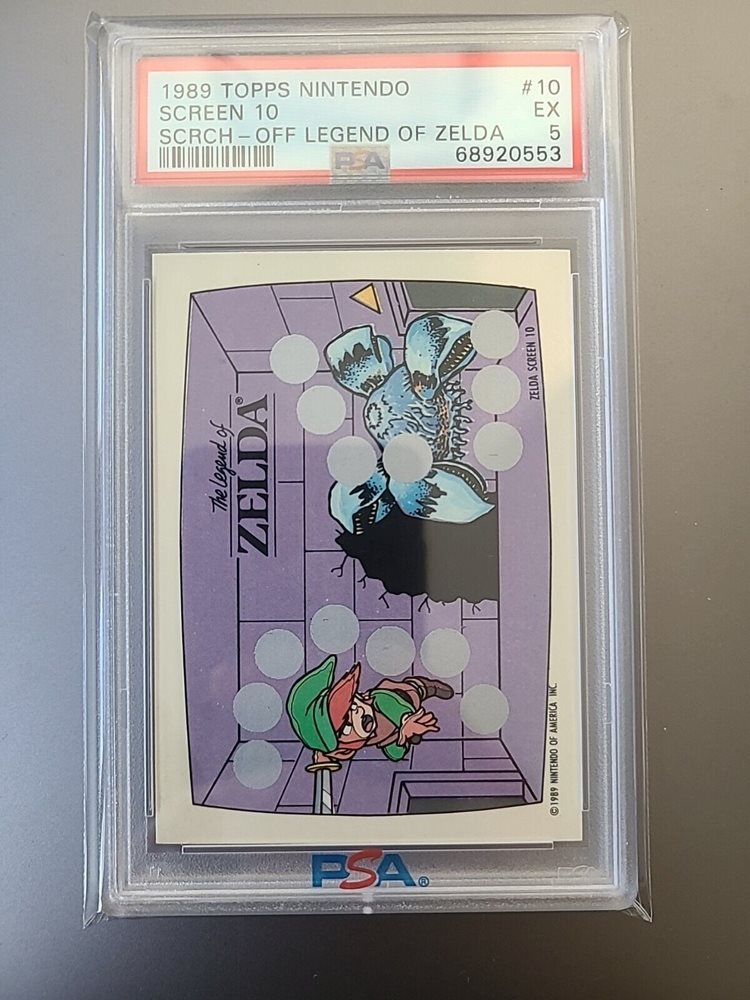 1989 TOPPS NINTENDO #10
SCREEN 10 EX
SCRCH-OFF LEGEND OF ZELDA 5
PSA 68920553
The Legend of
ZELDA®
ZELDA SCREEN 10
©1989 NINTENDO OF AMERICA INC.
PSA®